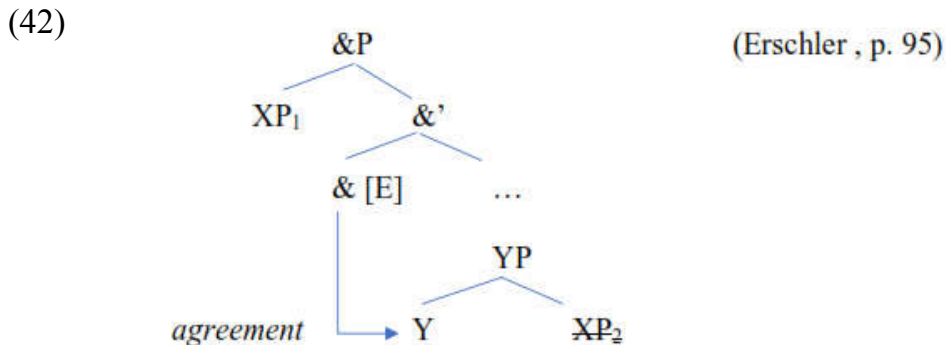 (42)
&P (Erschler , p. 95)
XP₁ &’
& [E] …
YP
agreement Y XP₂